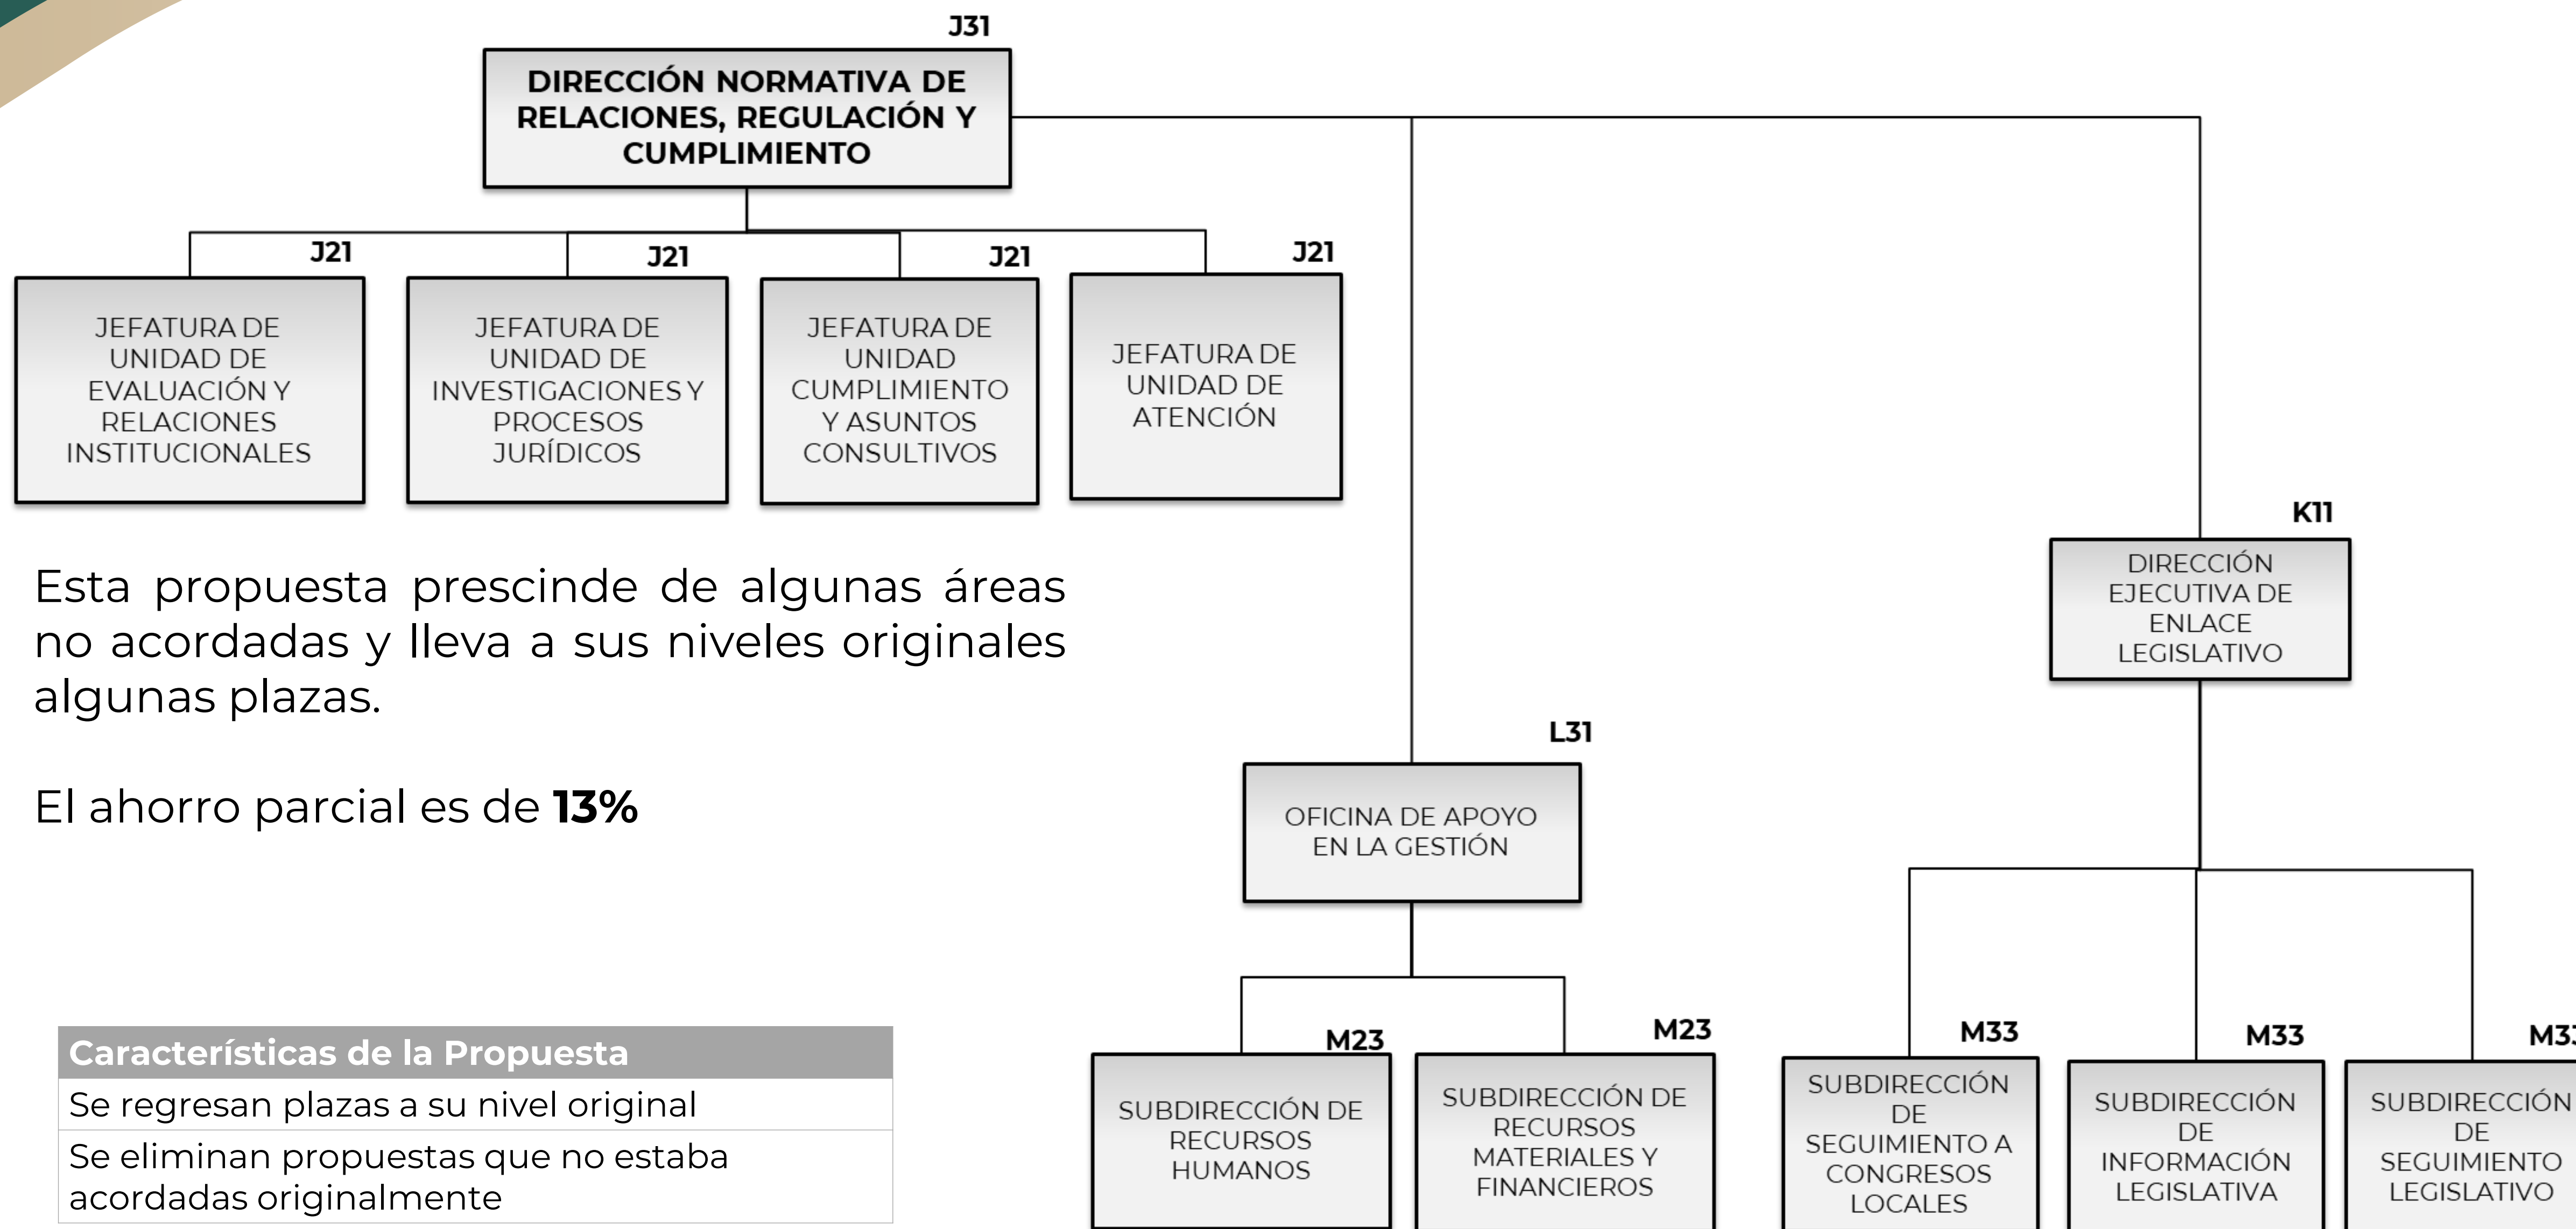 J31
DIRECCIÓN NORMATIVA DE
RELACIONES, REGULACIÓN Y
CUMPLIMIENTO
J21
JEFATURA DE
UNIDAD DE
EVALUACIÓN Y
RELACIONES
INSTITUCIONALES
J21
JEFATURA DE
UNIDAD DE
INVESTIGACIONES Y
PROCESOS
JURÍDICOS
J21
JEFATURA DE
UNIDAD
CUMPLIMIENTO
Y ASUNTOS
CONSULTIVOS
J21
JEFATURA DE
UNIDAD DE
ATENCIÓN
Esta propuesta prescinde de algunas áreas
no acordadas y lleva a sus niveles originales
algunas plazas.
El ahorro parcial es de 13%
K11
DIRECCIÓN
EJECUTIVA DE
ENLACE
LEGISLATIVO
L31
OFICINA DE APOYO
EN LA GESTIÓN
Características de la Propuesta
Se regresan plazas a su nivel original
Se eliminan propuestas que no estaba
acordadas originalmente
M23
SUBDIRECCIÓN DE
RECURSOS
HUMANOS
M23
SUBDIRECCIÓN DE
RECURSOS
MATERIALES Y
FINANCIEROS
M33
SUBDIRECCIÓN
DE
SEGUIMIENTO A
CONGRESOS
LOCALES
M33
SUBDIRECCIÓN
DE
INFORMACIÓN
LEGISLATIVA
M33
SUBDIRECCIÓN
DE
SEGUIMIENTO
LEGISLATIVO